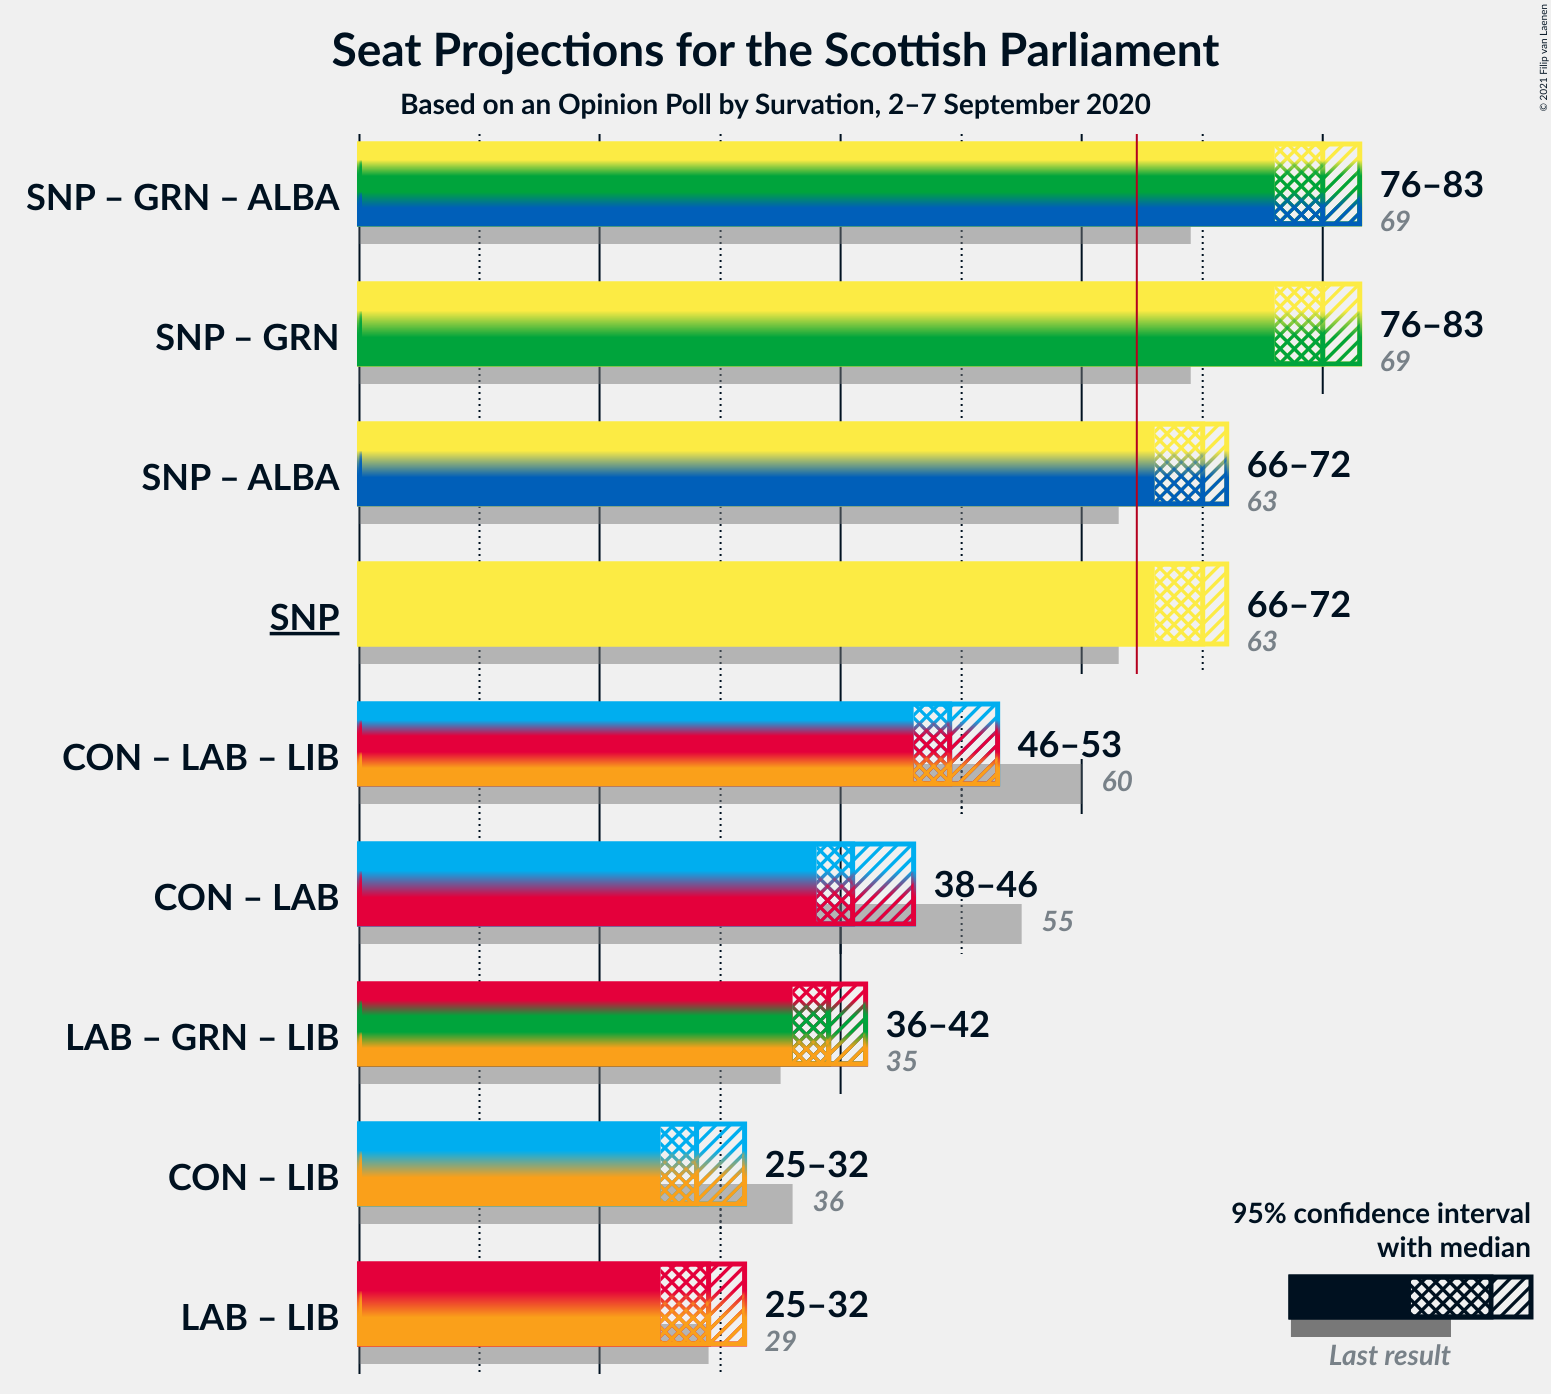 Seat Projections for the Scottish Parliament
Based on an Opinion Poll by Survation, 2–7 September 2020
© 2021 Filip van Laenen
SNP – GRN – ALBA
76–83
69
SNP – GRN
76–83
69
SNP – ALBA
66–72
63
SNP
66–72
63
CON – LAB – LIB
46–53
60
CON – LAB
38–46
55
LAB – GRN – LIB
36–42
35
CON – LIB
25–32
36
LAB – LIB
25–32
29
95% confidence interval
with median
Last result